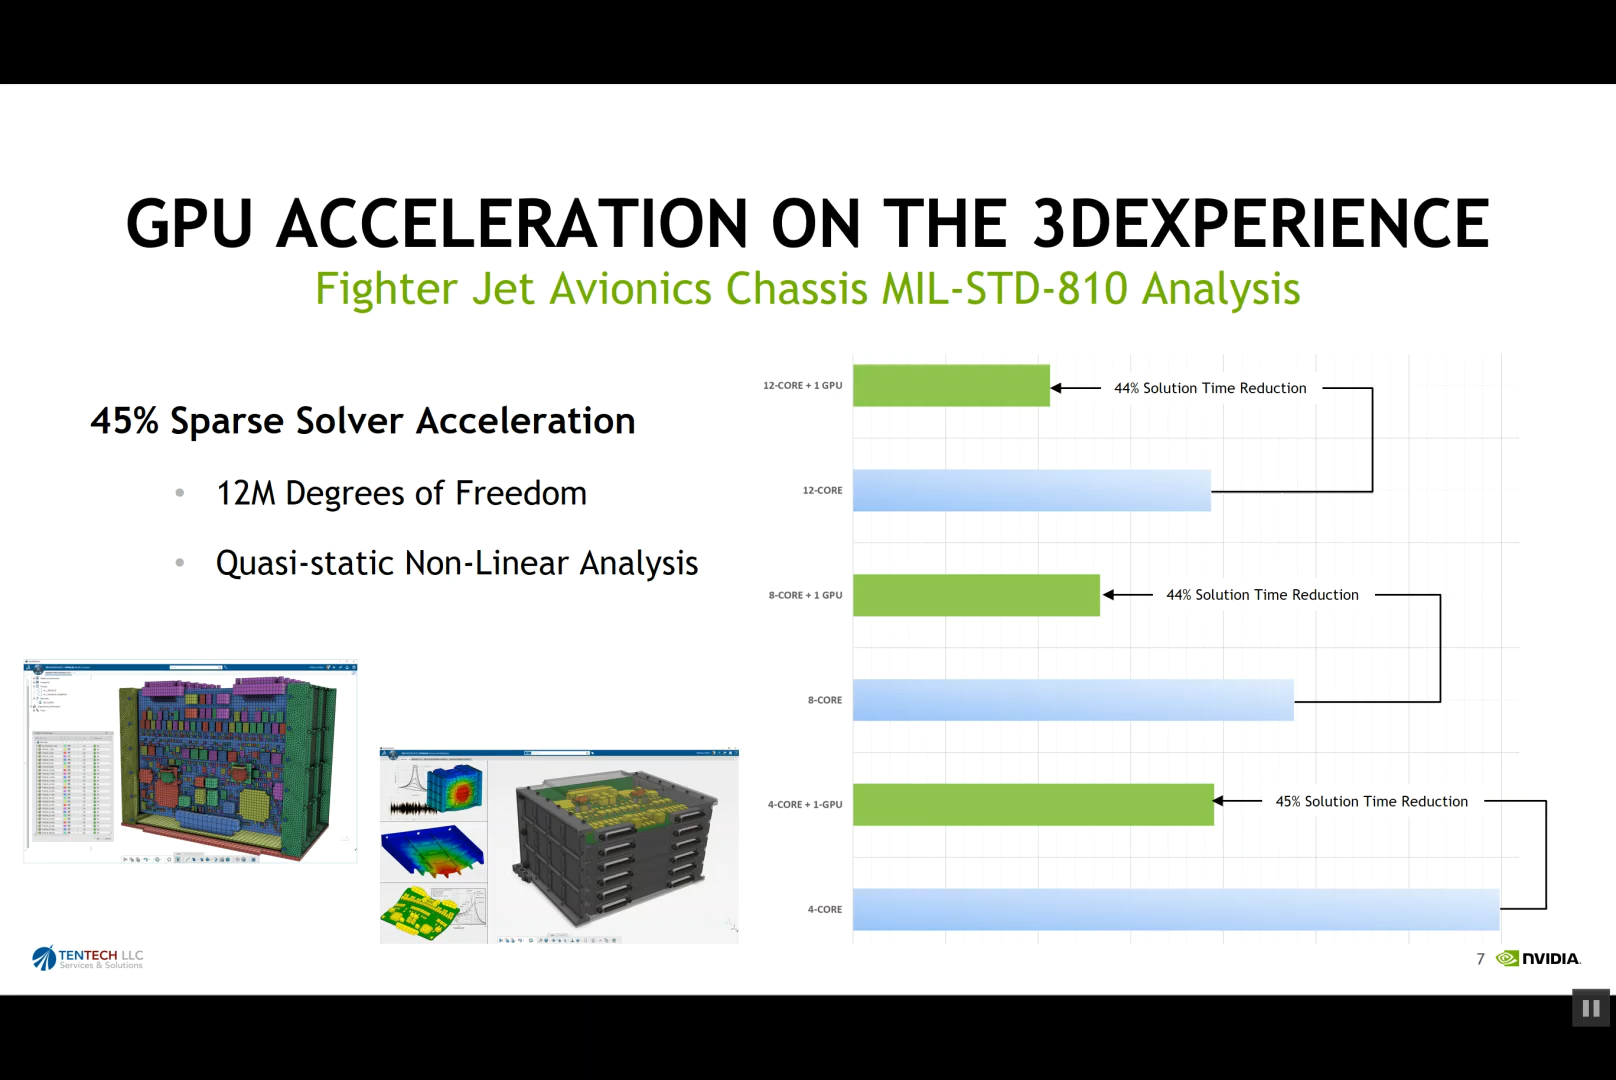 GPU ACCELERATION ON THE 3DEXPERIENCE
Fighter Jet Avionics Chassis MIL-STD-810 Analysis
45% Sparse Solver Acceleration
• 12M Degrees of Freedom
• Quasi-static Non-Linear Analysis
12-CORE + 1 GPU
44% Solution Time Reduction
12-CORE
8-CORE + 1 GPU
44% Solution Time Reduction
8-CORE
4-CORE + 1-GPU
45% Solution Time Reduction
4-CORE
TENTECH LLC
Services & Solutions
7
NVIDIA.